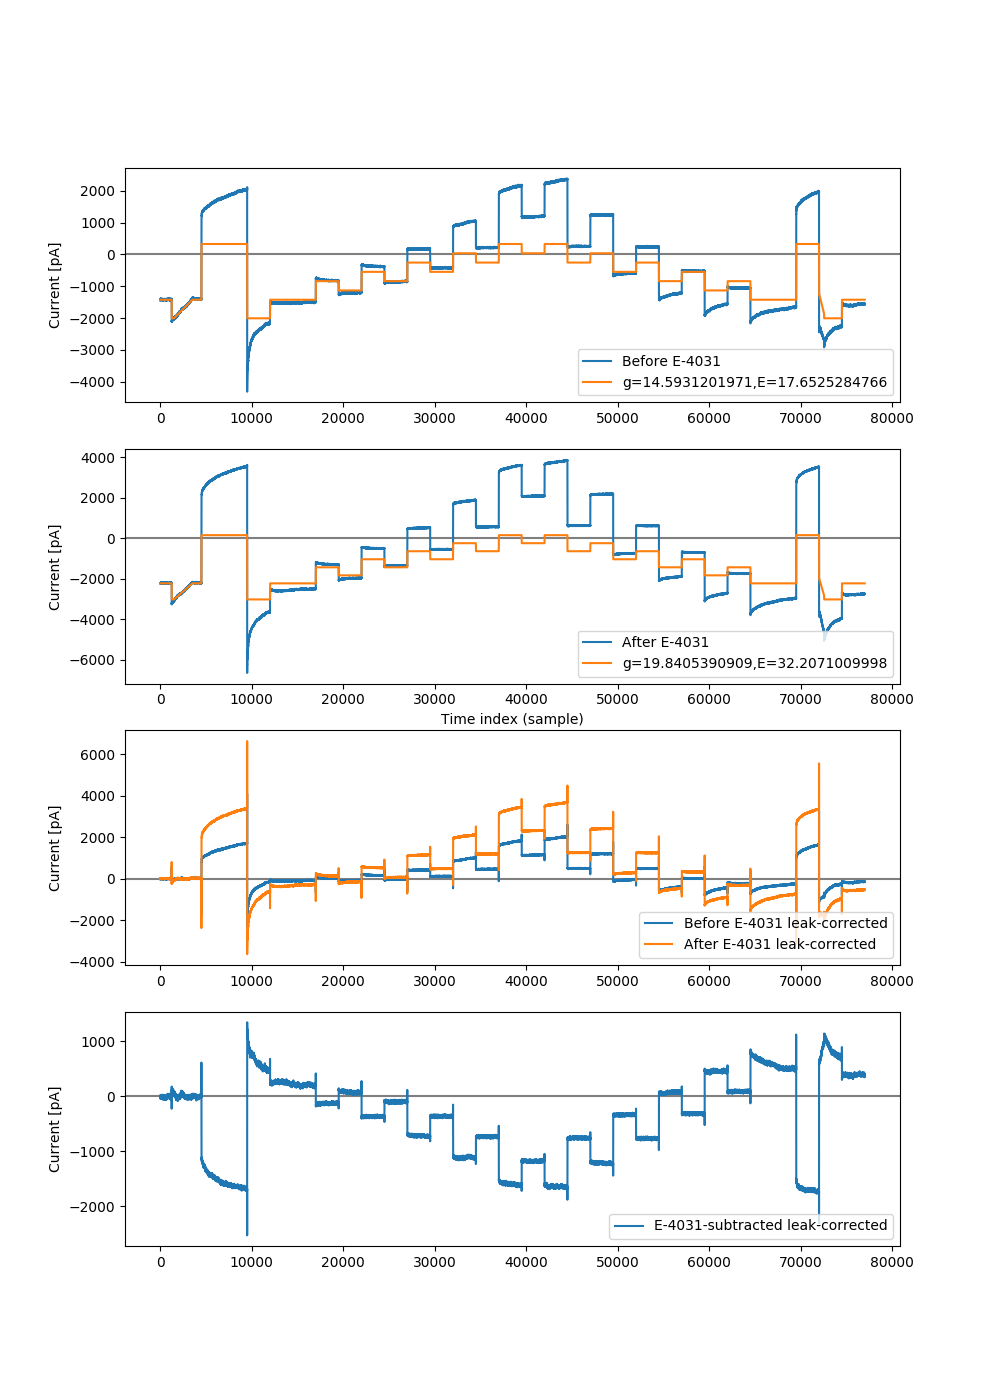 2000
1000
0
−1000
−2000
−3000
−4000
Current [pA]
Before E-4031
g=14.5931201971,E=17.6525284766
0 10000 20000 30000 40000 50000 60000 70000 80000
4000
2000
0
−2000
−4000
−6000
Current [pA]
After E-4031
g=19.8405390909,E=32.2071009998
0 10000 20000 30000 40000 50000 60000 70000 80000
Time index (sample)
6000
4000
2000
0
−2000
−4000
Current [pA]
Before E-4031 leak-corrected
After E-4031 leak-corrected
0 10000 20000 30000 40000 50000 60000 70000 80000
1000
0
−1000
−2000
Current [pA]
E-4031-subtracted leak-corrected
0 10000 20000 30000 40000 50000 60000 70000 80000